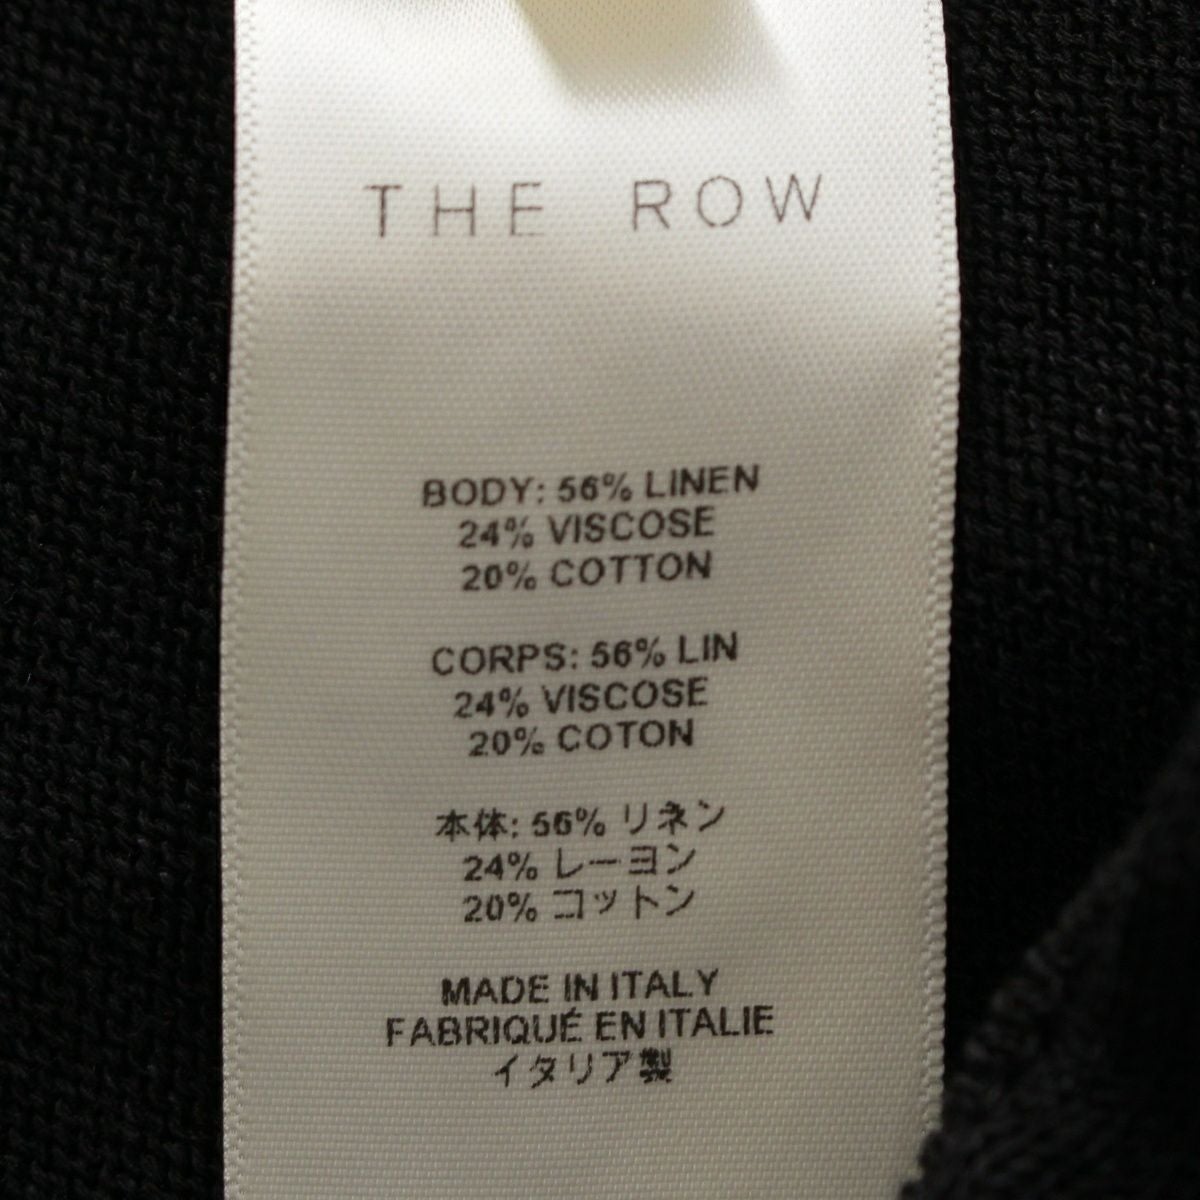 THE ROW
BODY: 56% LINEN
24% VISCOSE
20% COTTON
CORPS: 56% LIN
24% VISCOSE
20% COTON
本体: 56% リネン
24% レーヨン
20% コットン
MADE IN ITALY
FABRIQUÉ EN ITALIE
イタリア製